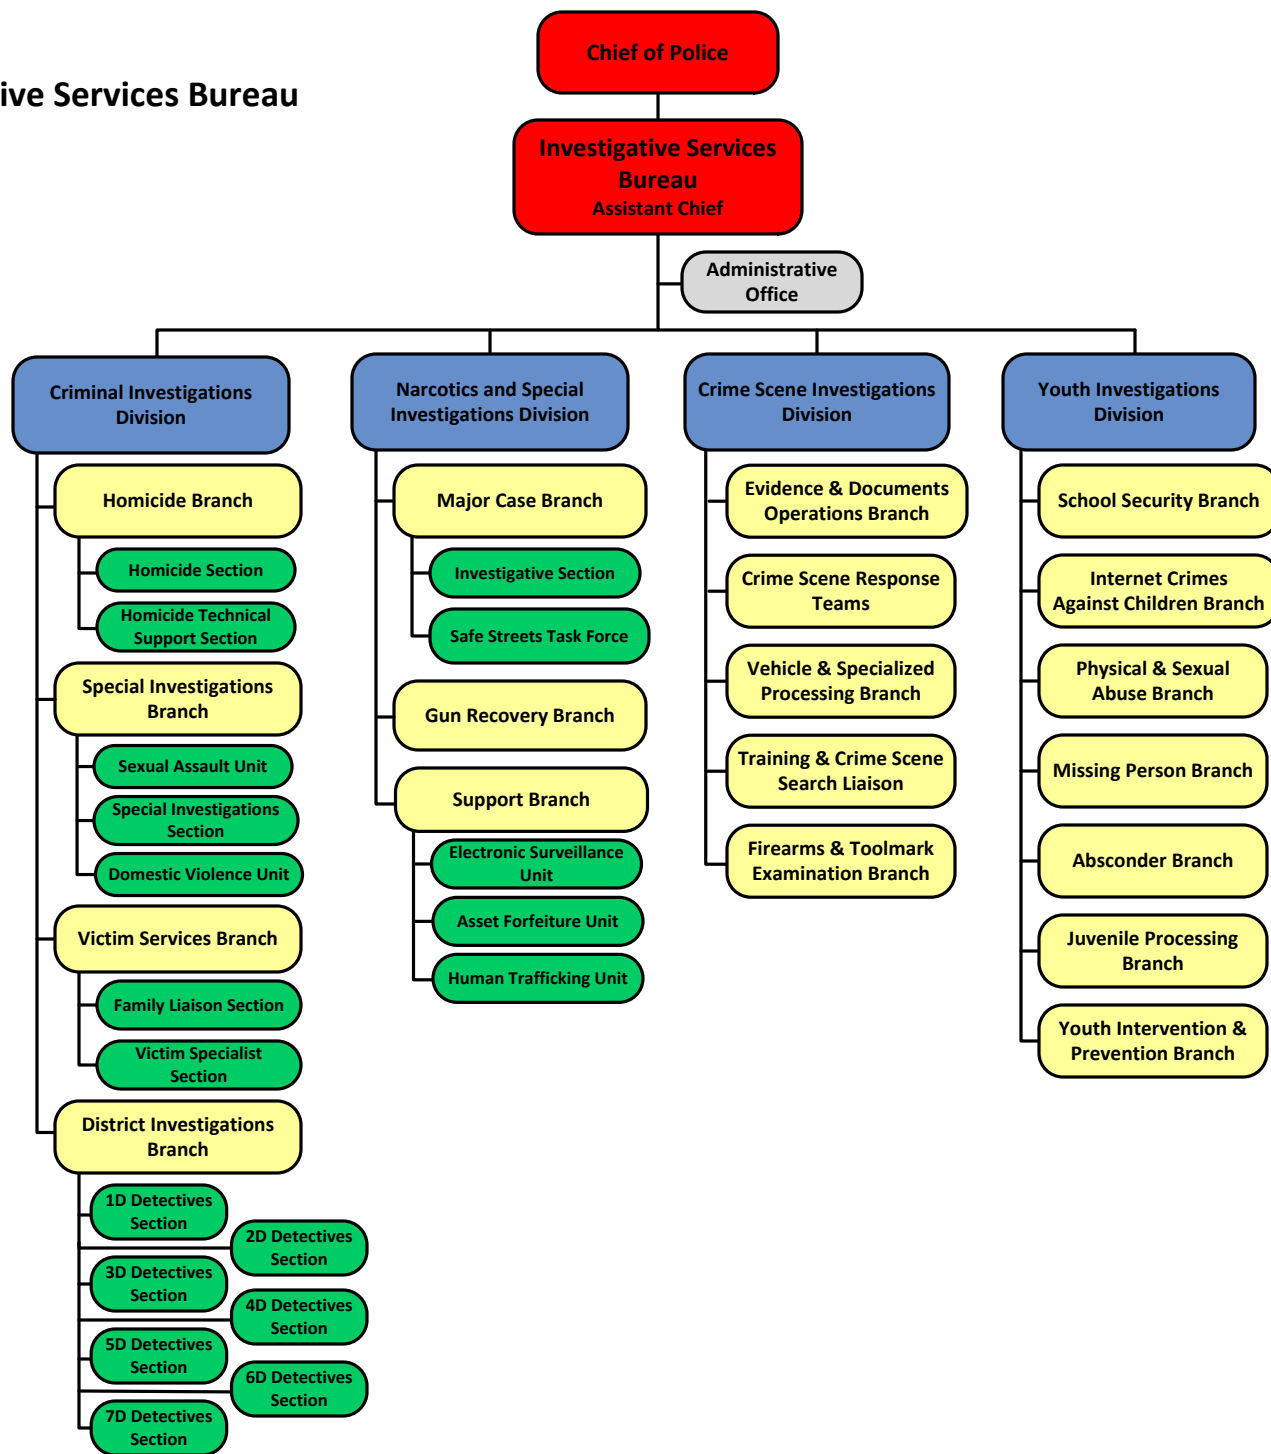 Chief of Police
ive Services Bureau
Investigative Services
Bureau
Assistant Chief
Administrative
Office
Criminal Investigations
Division
Homicide Branch
Homicide Section
Homicide Technical
Support Section
Special Investigations
Branch
Sexual Assault Unit
Special Investigations
Section
Domestic Violence Unit
Victim Services Branch
Family Liaison Section
Victim Specialist
Section
District Investigations
Branch
1D Detectives
Section
2D Detectives
Section
3D Detectives
Section
4D Detectives
Section
5D Detectives
Section
6D Detectives
Section
7D Detectives
Section
Narcotics and Special
Investigations Division
Major Case Branch
Investigative Section
Safe Streets Task Force
Gun Recovery Branch
Support Branch
Electronic Surveillance
Unit
Asset Forfeiture Unit
Human Trafficking Unit
Crime Scene Investigations
Division
Evidence & Documents
Operations Branch
Crime Scene Response
Teams
Vehicle & Specialized
Processing Branch
Training & Crime Scene
Search Liaison
Firearms & Toolmark
Examination Branch
Youth Investigations
Division
School Security Branch
Internet Crimes
Against Children Branch
Physical & Sexual
Abuse Branch
Missing Person Branch
Absconder Branch
Juvenile Processing
Branch
Youth Intervention &
Prevention Branch